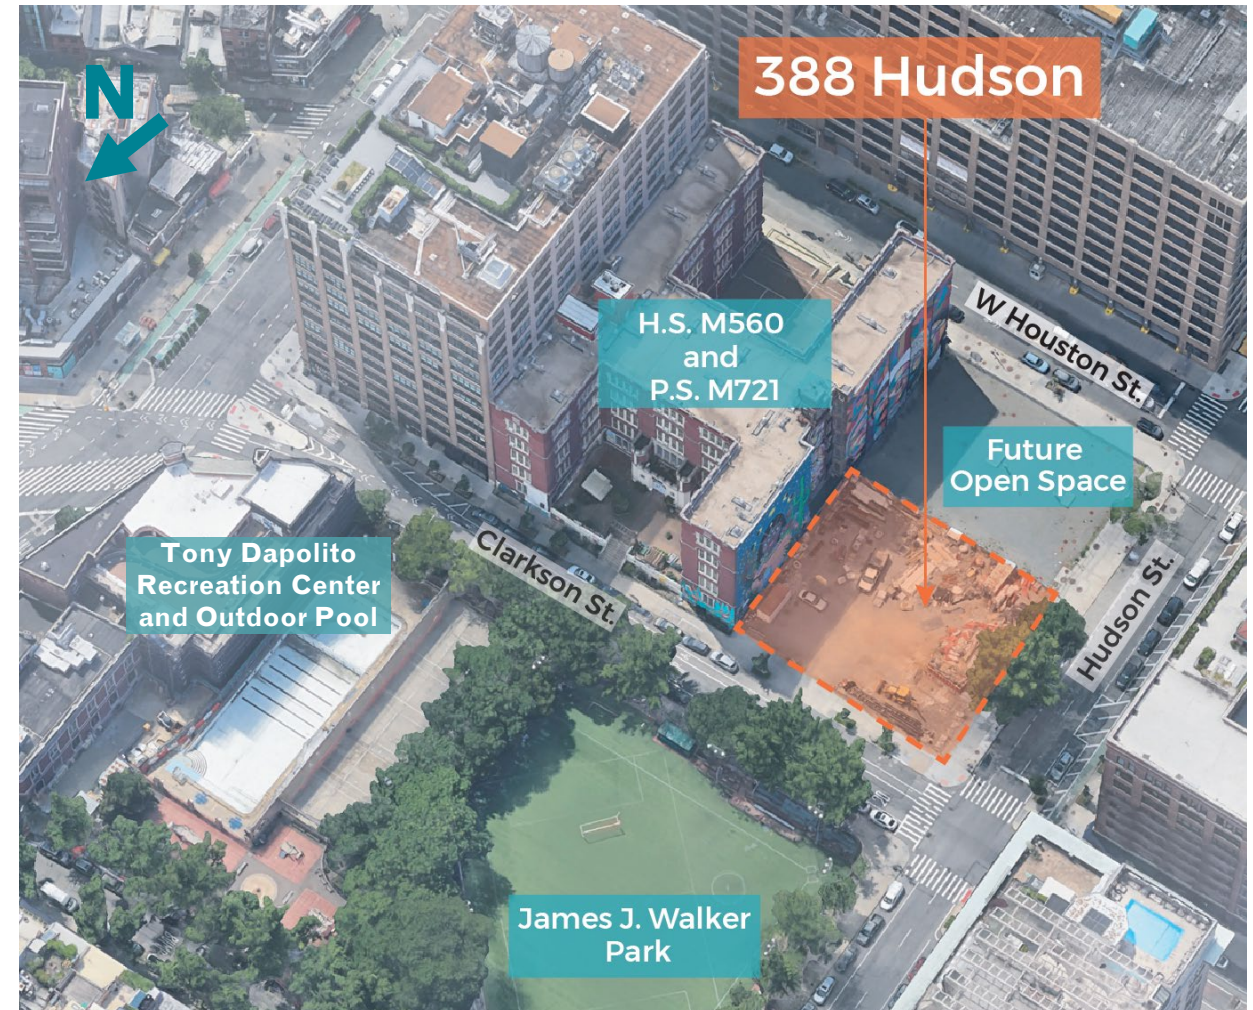 N
388 Hudson
H.S. M560
and
P.S. M721
W Houston St.
Future
Open Space
Tony Dapolito
Recreation Center
and Outdoor Pool
Clarkson St.
Hudson St.
James J. Walker
Park